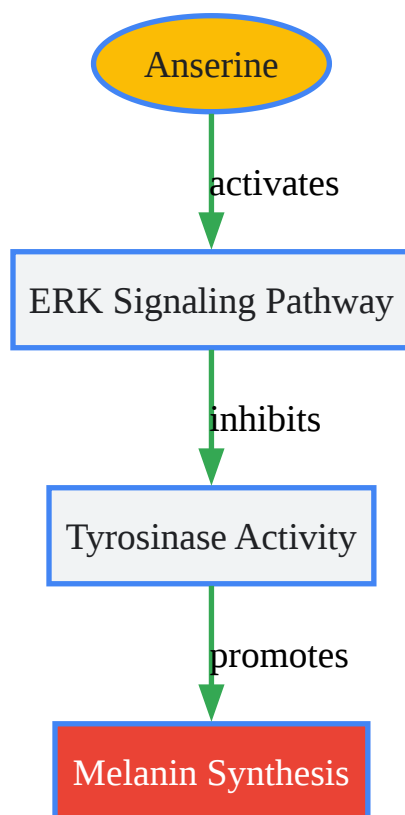 Anserine
activates
ERK Signaling Pathway
inhibits
Tyrosinase Activity
promotes
Melanin Synthesis